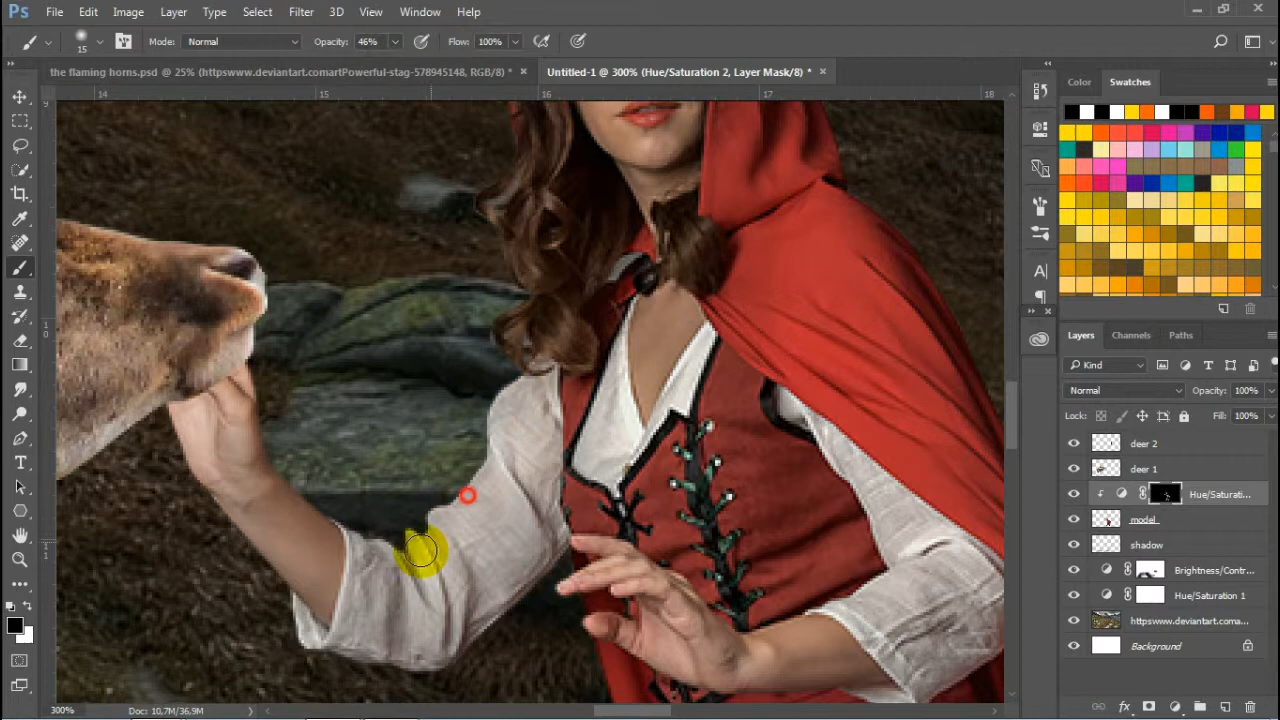 Ps File Edit Image Layer Type Select Filter 3D View Window Help
15 Mode: Normal Opacity: 46% Flow: 100%
the flaming horns.psd @ 25% (httpswww.deviantart.comartPowerful-stag-578945148, RGB/8) * Untitled-1 @ 300% (Hue/Saturation 2, Layer Mask/8) *
Color Swatches
14 15 16 17 18
9
10
11
Layers Channels Paths
Kind
Normal Opacity: 100%
Lock: Fill: 100%
deer 2
deer 1
Hue/Saturati...
model
shadow
Brightness/Contr...
Hue/Saturation 1
httpswww.deviantart.coma...
Background
300% Doc: 10,7M/36,9M